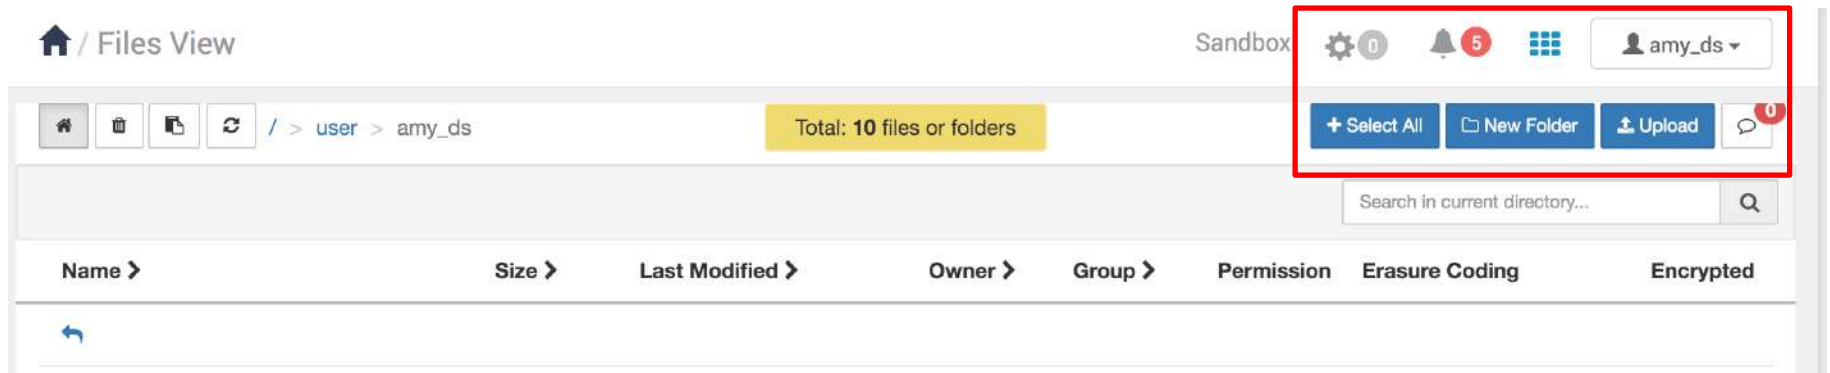 / Files View Sandbox 0 5 amy_ds
/ > user > amy_ds Total: 10 files or folders + Select All New Folder Upload 0
Search in current directory...
Name Size Last Modified Owner Group Permission Erasure Coding Encrypted